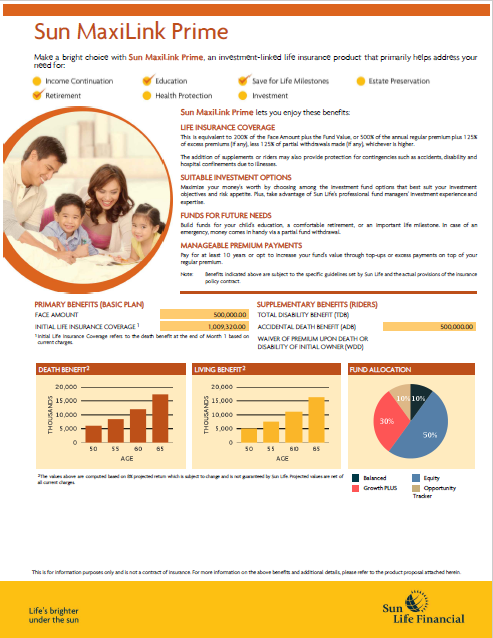 Sun MaxiLink Prime
Make a bright choice with Sun MaxiLink Prime, an investment-linked life insurance product that primarily helps address your
need for:
Income Continuation
Education
Save for Life Milestones
Estate Preservation
Retirement
Health Protection
Investment
Sun MaxiLink Prime lets you enjoy these benefits:
LIFE INSURANCE COVERAGE
This is equivalent to 200% of the Face Amount plus the Fund Value, or 500% of the annual regular premium plus 125%
of excess premiums (if any), less 125% of partial withdrawals made (if any), whichever is higher.
The addition of supplements or riders may also provide protection for contingencies such as accidents, disability and
hospital confinements due to illnesses.
SUITABLE INVESTMENT OPTIONS
Maximize your money's worth by choosing among the investment fund options that best suit your investment
objectives and risk appetite. Plus, take advantage of Sun Life's professional fund managers' investment experience and
expertise.
FUNDS FOR FUTURE NEEDS
Build funds for your child's education, a comfortable retirement, or an important life milestone. In case of an
emergency, money comes in handy via a partial fund withdrawal.
MANAGEABLE PREMIUM PAYMENTS
Pay for at least 10 years or opt to increase your fund's value through top-ups or excess payments on top of your
regular premium.
Note: Benefits indicated above are subject to the specific guidelines set by Sun Life and the actual provisions of the insurance
policy contract.
PRIMARY BENEFITS (BASIC PLAN)
FACE AMOUNT 500,000.00
INITIAL LIFE INSURANCE COVERAGE 1 1,009,320.00
1Initial Life Insurance Coverage refers to the death benefit at the end of Month 1 based on
current charges.
SUPPLEMENTARY BENEFITS (RIDERS)
TOTAL DISABILITY BENEFIT (TDB)
ACCIDENTAL DEATH BENEFIT (ADB) 500,000.00
WAIVER OF PREMIUM UPON DEATH OR
DISABILITY OF INITIAL OWNER (WDD)
DEATH BENEFIT2
THOUSANDS
20,000
15,000
10,000
5,000
0
50 55 60 65
AGE
LIVING BENEFIT2
THOUSANDS
20,000
15,000
10,000
5,000
0
50 55 60 65
AGE
FUND ALLOCATION
10% 10%
30%
50%
Balanced
Equity
Growth PLUS
Opportunity
Tracker
2The values above are computed based on 8% projected return which is subject to change and is not guaranteed by Sun Life. Projected values are net of
all current charges.
This is for information purposes only and is not a contract of insurance. For more information on the above benefits and additional details, please refer to the product proposal attached herein.
Life's brighter
under the sun
Sun
Life Financial